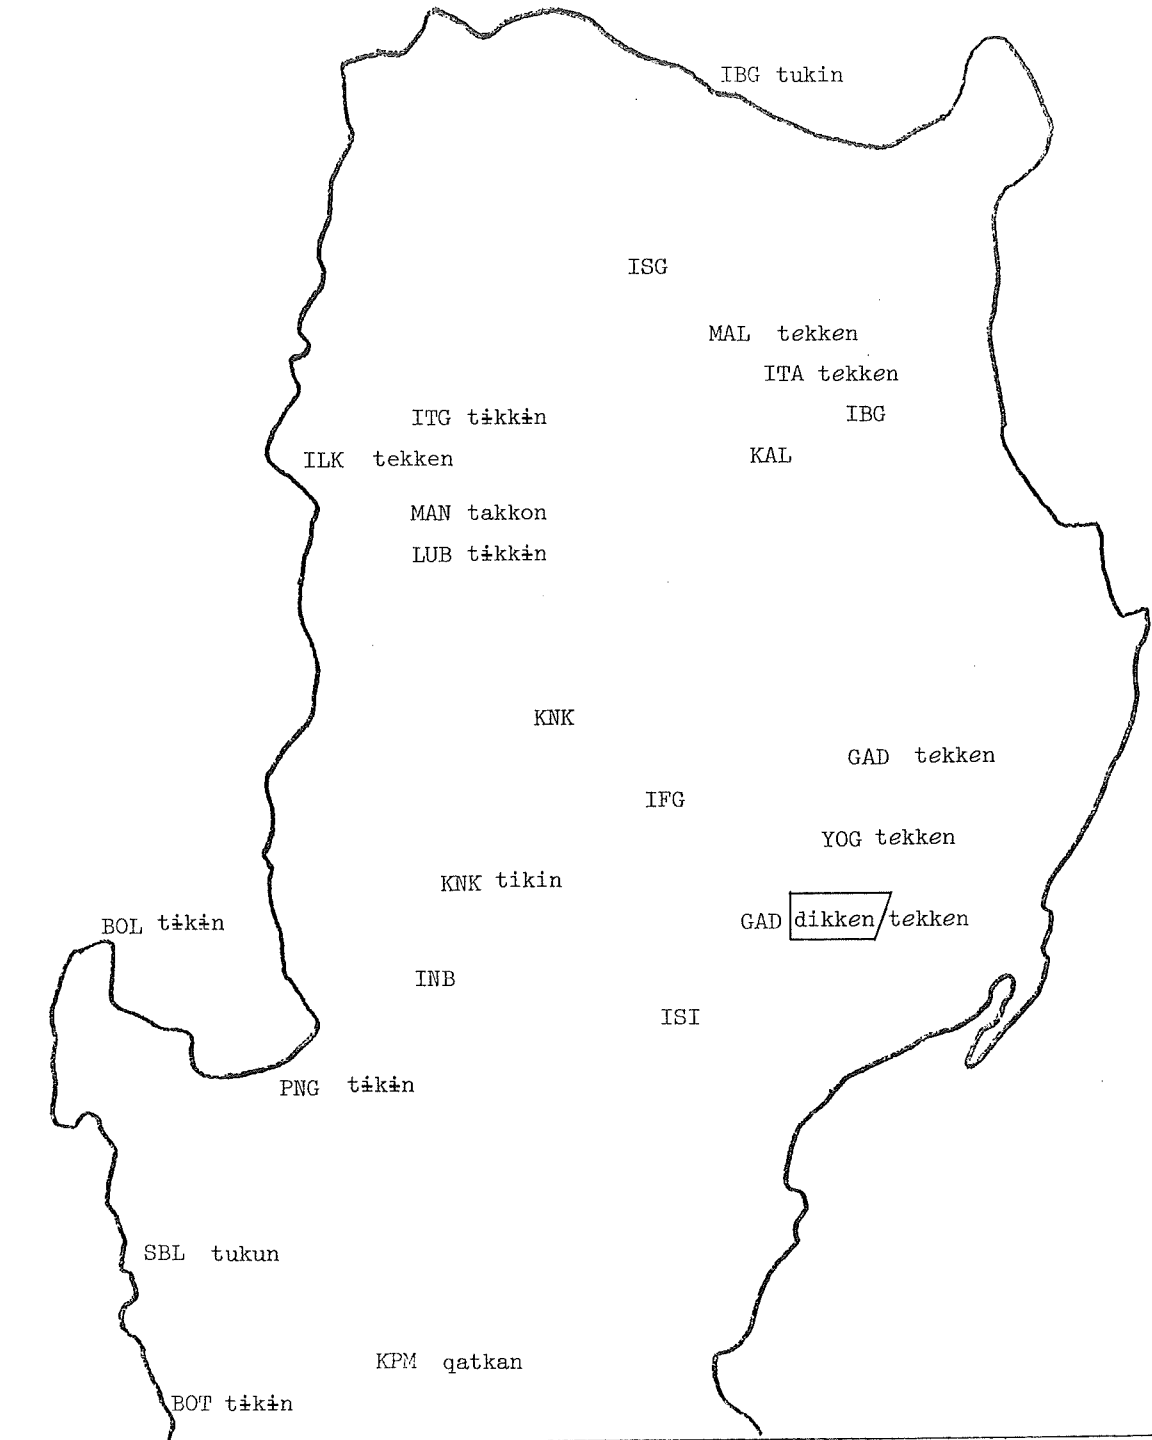 IBG tukin
ISG
MAL tekken
ITA tekken
IBG
ITG tɨkkɨn
KAL
ILK tekken
MAN takkon
LUB tɨkkɨn
KNK
GAD tekken
IFG
YOG tekken
KNK tikin
GAD dikken/tekken
BOL tɨkɨn
INB
ISI
PNG tɨkɨn
SBL tukun
KPM qatkan
BOT tɨkɨn